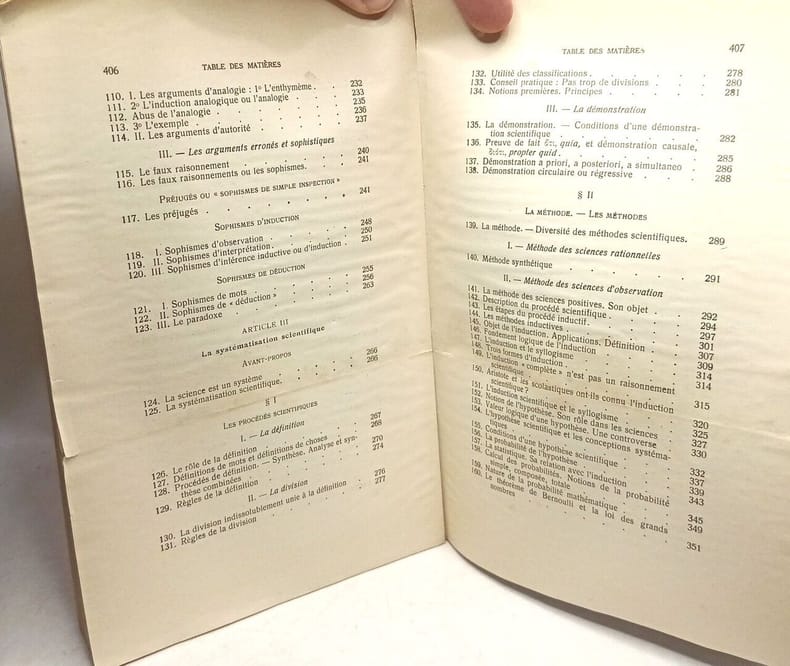 406 TABLE DES MATIÈRES
110. I. Les arguments d'analogie : 1º L'enthymème . . 232
111. 2º L'induction analogique ou l'analogie . . . 233
112. Abus de l'analogie . . . . . 235
113. 3º L'exemple . . . . . 236
114. II. Les arguments d'autorité . . . . . 237
III. — Les arguments erronés et sophistiques
115. Le faux raisonnement . . . . . 240
116. Les faux raisonnements ou les sophismes. . . . 241
PRÉJUGÉS OU « SOPHISMES DE SIMPLE INSPECTION »
117. Les préjugés . . . . . 241
SOPHISMES D'INDUCTION
118. I. Sophismes d'observation . . . . 248
119. II. Sophismes d'interprétation. . . . . 250
120. III. Sophismes d'inférence inductive ou d'induction . 251
SOPHISMES DE DÉDUCTION
121. I. Sophismes de mots . . . . . 255
122. II. Sophismes de « déduction » . . . . 256
123. III. Le paradoxe . . . . . 263
ARTICLE III
La systématisation scientifique
AVANT-PROPOS
124. La science est un système . . . . . 266
125. La systématisation scientifique. . . . . 266
§ I
LES PROCÉDÉS SCIENTIFIQUES
I. — La définition
126. Le rôle de la définition . . . . . 267
127. Définitions de mots et définitions de choses . . 268
128. Procédés de définition. — Synthèse. Analyse et syn-
thèse combinées . . . . . 270
129. Règles de la définition . . . . . 274
II. — La division
130. La division indissolublement unie à la définition . . 276
131. Règles de la division . . . . . 277
TABLE DES MATIÈRES 407
132. Utilité des classifications . . . . . 278
133. Conseil pratique : Pas trop de divisions . . . 280
134. Notions premières. Principes . . . . . 281
III. — La démonstration
135. La démonstration. — Conditions d'une démonstra-
tion scientifique . . . . . 282
136. Preuve de fait ὅτι, quia, et démonstration causale,
διότι, propter quid . . . . . 285
137. Démonstration a priori, a posteriori, a simultaneo . 286
138. Démonstration circulaire ou régressive . . . 288
§ II
LA MÉTHODE. — LES MÉTHODES
139. La méthode. — Diversité des méthodes scientifiques. 289
I. — Méthode des sciences rationnelles
140. Méthode synthétique . . . . . 291
II. — Méthode des sciences d'observation
141. La méthode des sciences positives. Son objet . . 292
142. Description du procédé scientifique . . . . 294
143. Les étapes du procédé inductif . . . . 297
144. Les méthodes inductives . . . . . 301
145. Objet de l'induction. Applications. Définition . . 307
146. Fondement logique de l'induction . . . . 309
147. L'induction et le syllogisme . . . . . 314
148. Trois formes d'induction . . . . . 314
149. L'induction « complète » n'est pas un raisonnement
scientifique . . . . . 315
150. Aristote et les scolastiques ont-ils connu l'induction
scientifique ? . . . . . 320
151. L'induction scientifique et le syllogisme . . . 325
152. Notion de l'hypothèse. Son rôle dans les sciences . 327
153. Valeur logique d'une hypothèse. Une controverse . 330
154. L'hypothèse scientifique et les conceptions systéma-
tiques . . . . . 332
155. Conditions d'une hypothèse scientifique . . . 337
156. La probabilité de l'hypothèse . . . . 339
157. La statistique. Sa relation avec l'induction . . 343
158. Calcul des probabilités. Notions de la probabilité
simple, composée, totale . . . . . 345
159. Nature de la probabilité mathématique . . . 349
160. Le théorème de Bernoulli et la loi des grands
nombres . . . . . 351